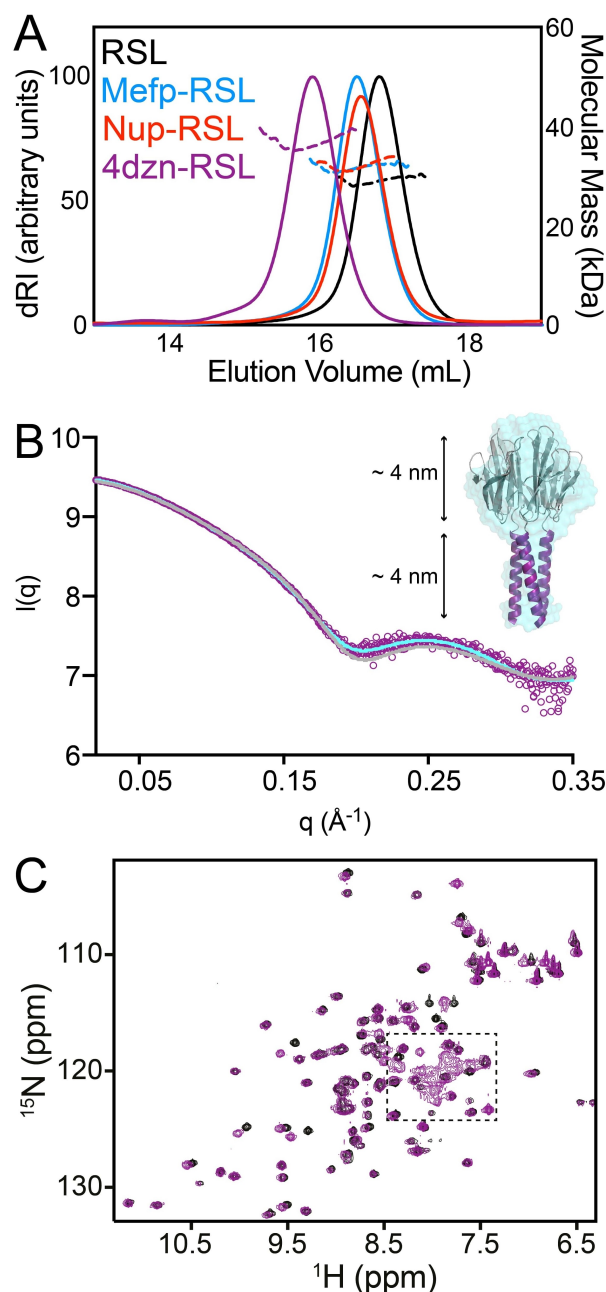 A
RSL
Mefp-RSL
Nup-RSL
4dzn-RSL
dRI (arbitrary units)
100
50
0
Molecular Mass (kDa)
60
40
20
0
14
16
18
Elution Volume (mL)
B
I(q)
10
9
8
7
6
~ 4 nm
~ 4 nm
0.05
0.15
0.25
0.35
q (Å⁻¹)
C
¹⁵N (ppm)
110
120
130
10.5
9.5
8.5
7.5
6.5
¹H (ppm)